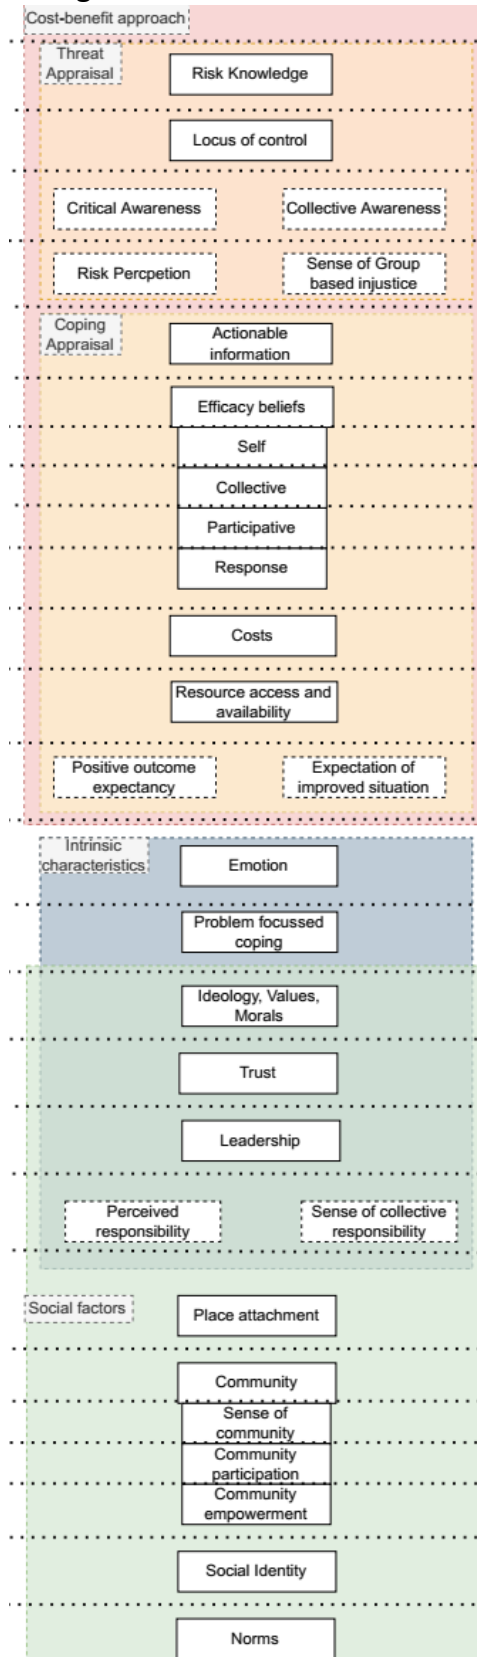 Cost-benefit approach
Threat
Appraisal
Risk Knowledge
Locus of control
Critical Awareness
Collective Awareness
Risk Percpetion
Sense of Group
based injustice
Coping
Appraisal
Actionable
information
Efficacy beliefs
Self
Collective
Participative
Response
Costs
Resource access and
availability
Positive outcome
expectancy
Expectation of
improved situation
Intrinsic
characteristics
Emotion
Problem focussed
coping
Ideology, Values,
Morals
Trust
Leadership
Perceived
responsibility
Sense of collective
responsibility
Social factors
Place attachment
Community
Sense of
community
Community
participation
Community
empowerment
Social Identity
Norms